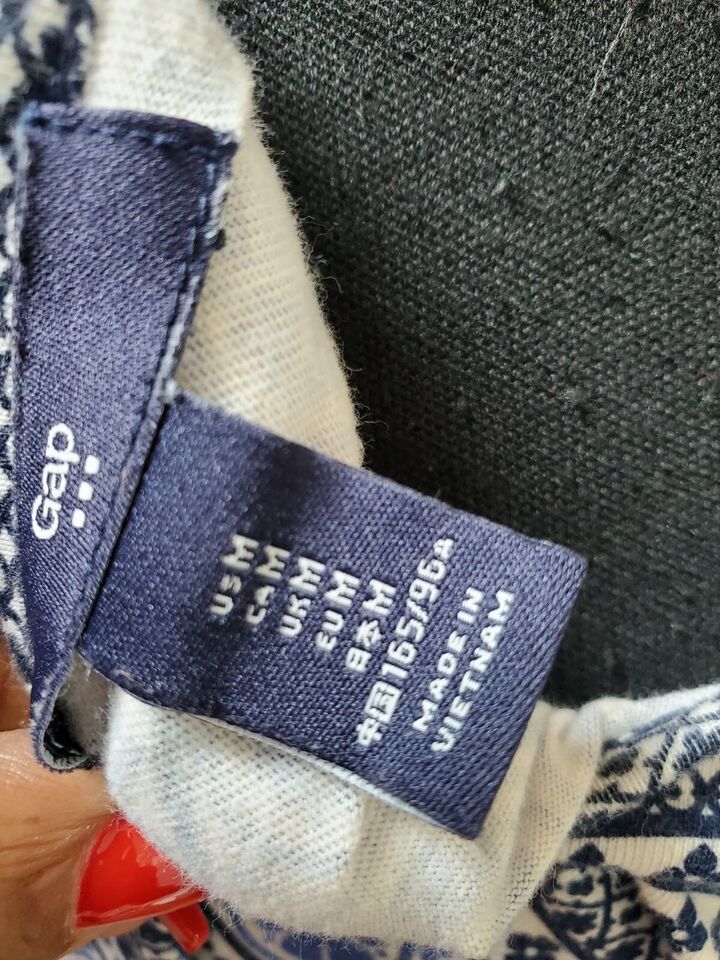 Gap
US M
CA M
UK M
EU M
日本 M
中国 165/96A
MADE IN
VIETNAM